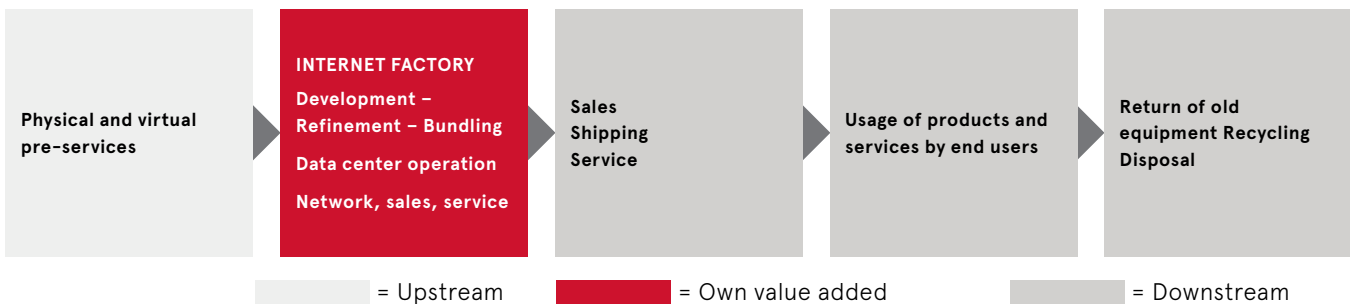 Physical and virtual
pre-services
INTERNET FACTORY
Development –
Refinement – Bundling
Data center operation
Network, sales, service
Sales
Shipping
Service
Usage of products and
services by end users
Return of old
equipment Recycling
Disposal
= Upstream
= Own value added
= Downstream